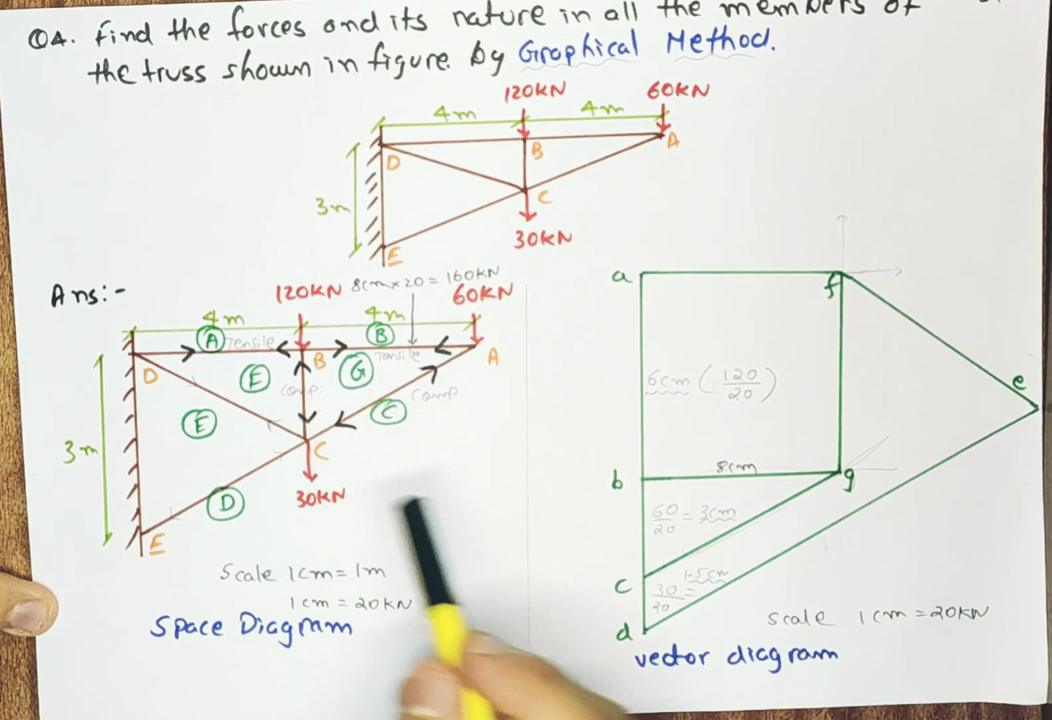 Q4. Find the forces and its nature in all the members of
the truss shown in figure by Graphical Method.
120KN 60KN
4m 4m
D B A
3m
C
30KN
E
Ans:-
8cm×20 = 160KN
120KN 60KN
4m 4m
A Tensile B
D B Tensile A
E G
comp. C comp
E
3m
C
30KN
D
E
Scale 1cm = 1m
1cm = 20KN
Space Diagram
a f
6cm (120/20)
e
b 8cm g
60/20 = 3cm
c 30/20 = 1.5cm
d
scale 1cm = 20KN
vector diagram